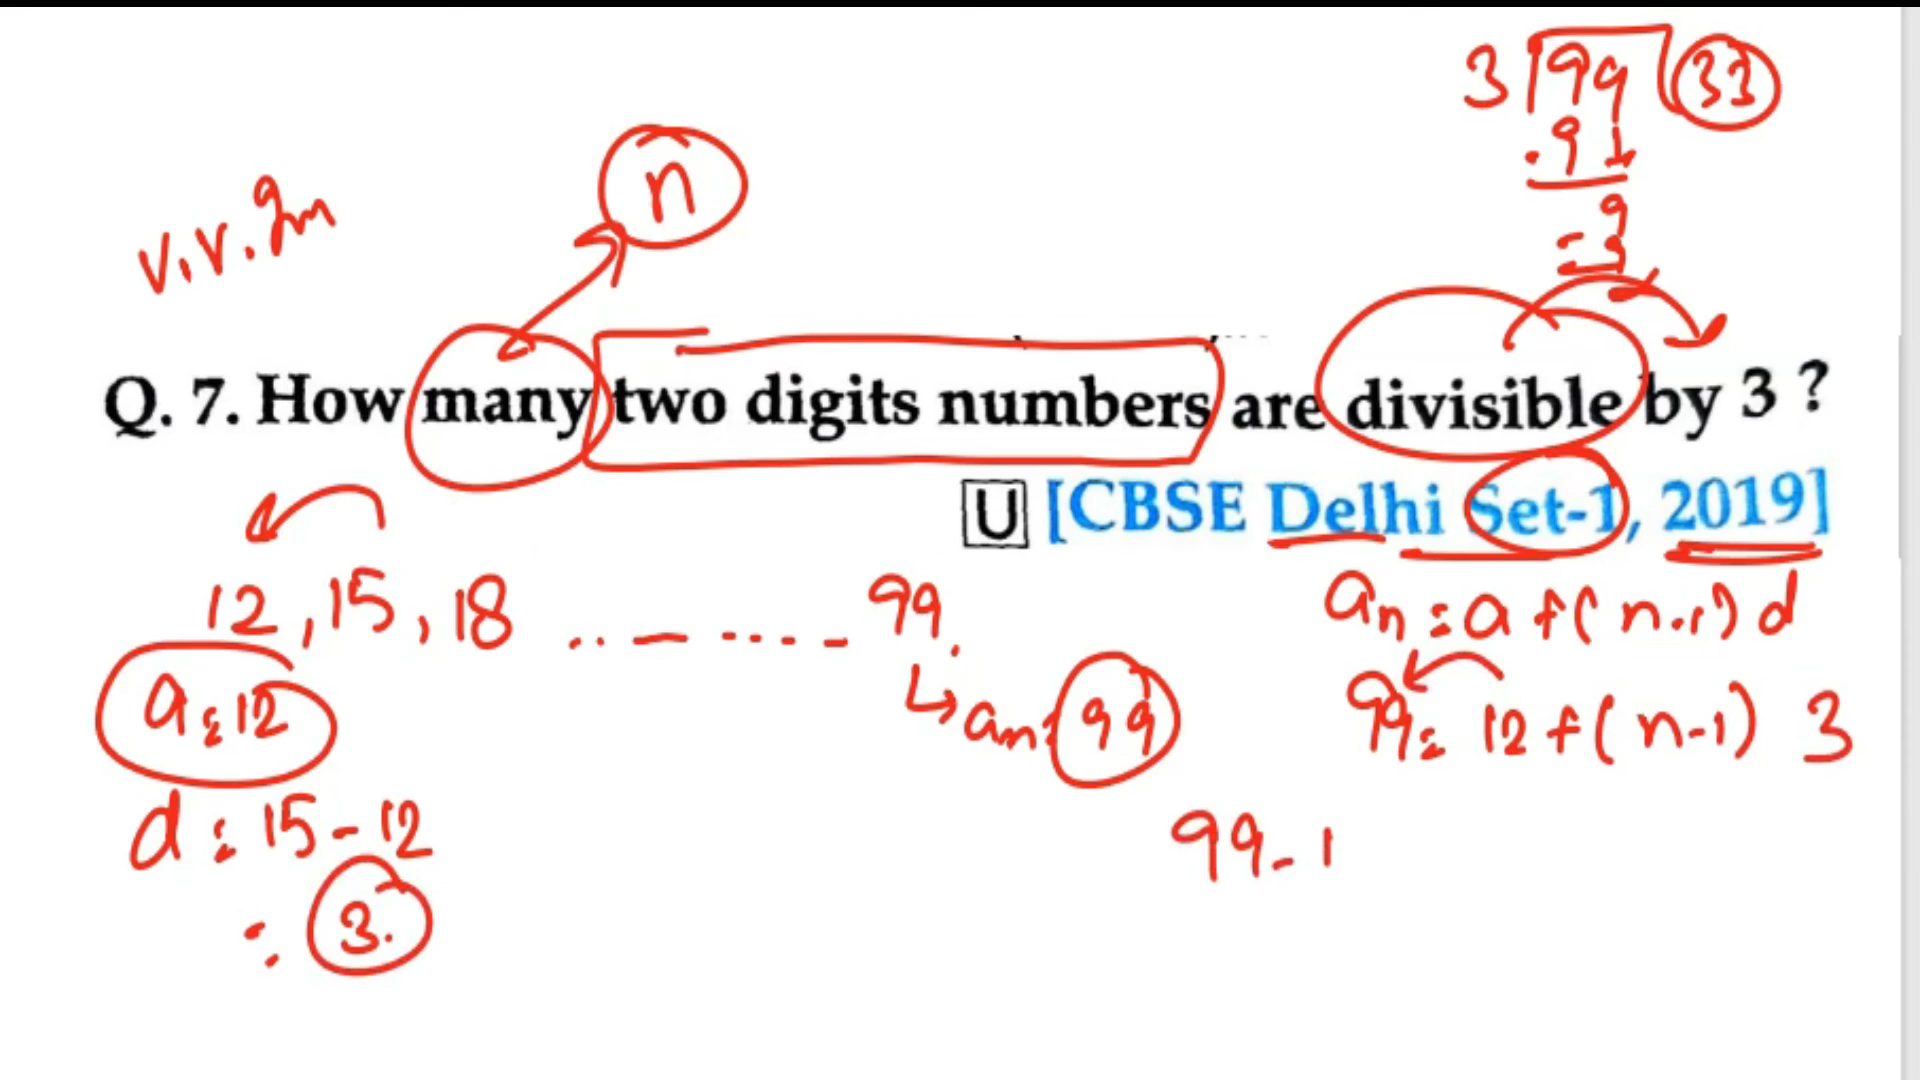 3 99 33
9
9
9
n
v.v. Im
Q. 7. How many two digits numbers are divisible by 3 ?
U [CBSE Delhi Set-1, 2019]
12, 15, 18 ........ 99.
an = a + (n-1) d
a = 12
an = 99
99 = 12 + (n-1) 3
d = 15 - 12
99 - 1
= 3.